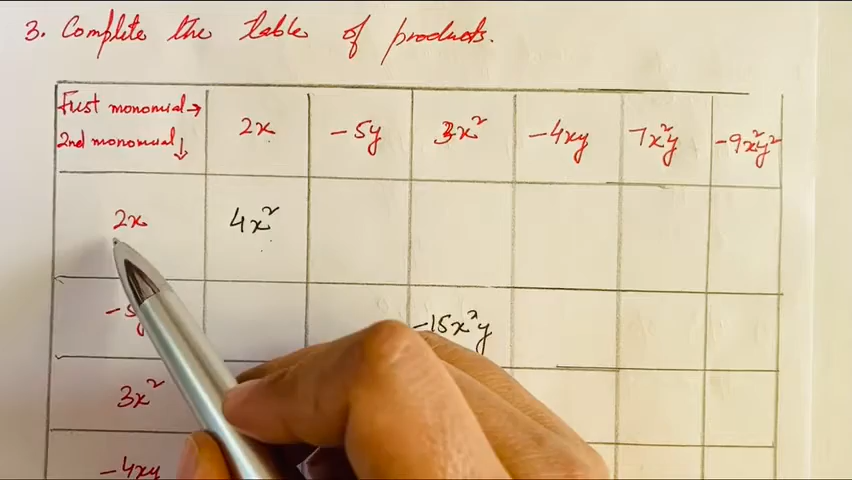 3. Complete the table of products.
First monomial → 2x -5y 3x² -4xy 7x²y -9x²y²
2nd monomial ↓
2x 4x²
-5 -15x²y
3x²
-4xy